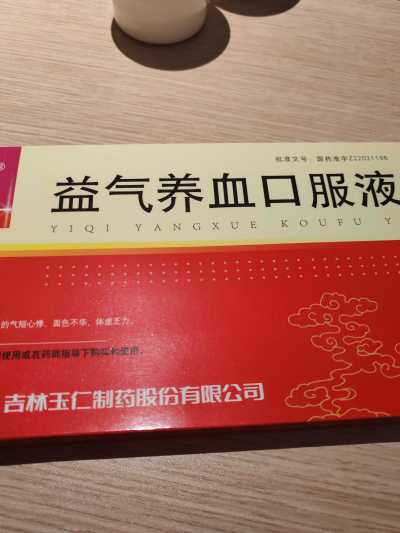 ®
批准文号：国药准字Z22021186
益气养血口服液
YIQI YANGXUE KOUFU Y
的气短心悸、面色不华、体虚乏力。
使用或在药师指导下购买和使用。
吉林玉仁制药股份有限公司